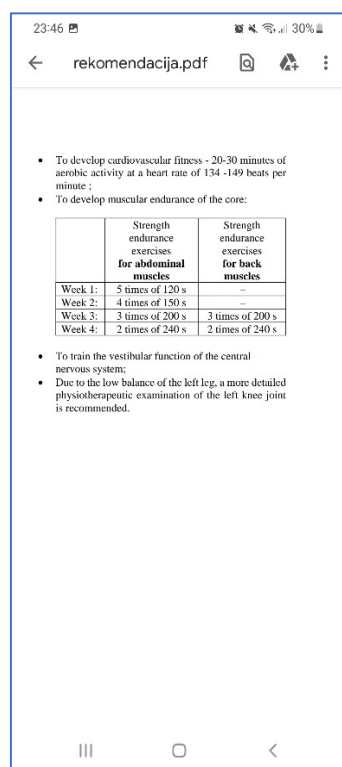 23:46 30%
rekomendacija.pdf
• To develop cardiovascular fitness - 20-30 minutes of
aerobic activity at a heart rate of 134 -149 beats per
minute ;
• To develop muscular endurance of the core:
Strength endurance exercises for abdominal muscles Strength endurance exercises for back muscles
Week 1: 5 times of 120 s –
Week 2: 4 times of 150 s –
Week 3: 3 times of 200 s 3 times of 200 s
Week 4: 2 times of 240 s 2 times of 240 s
• To train the vestibular function of the central
nervous system;
• Due to the low balance of the left leg, a more detailed
physiotherapeutic examination of the left knee joint
is recommended.